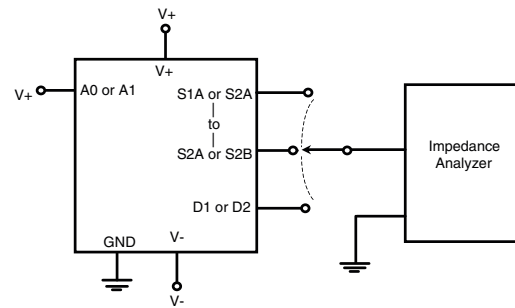 V+
V+
V+
A0 or A1
S1A or S2A
to
S2A or S2B
Impedance
Analyzer
D1 or D2
GND
V-
V-